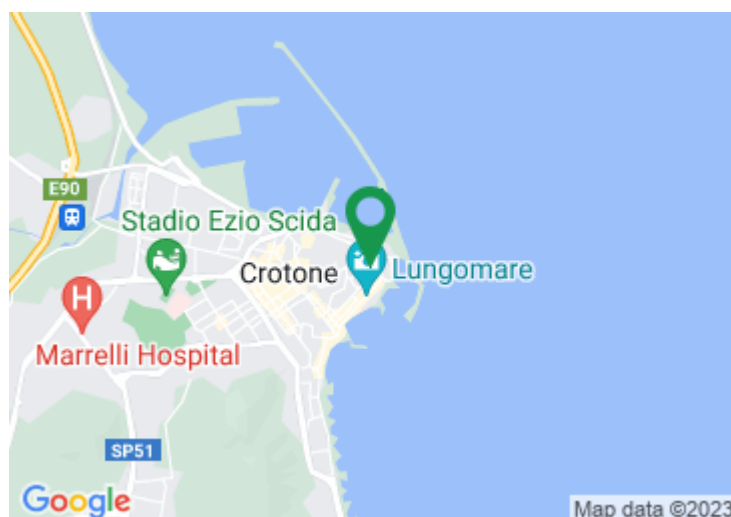 E90
Stadio Ezio Scida
Crotone
Lungomare
H
Marrelli Hospital
SP51
Google
Map data ©2023